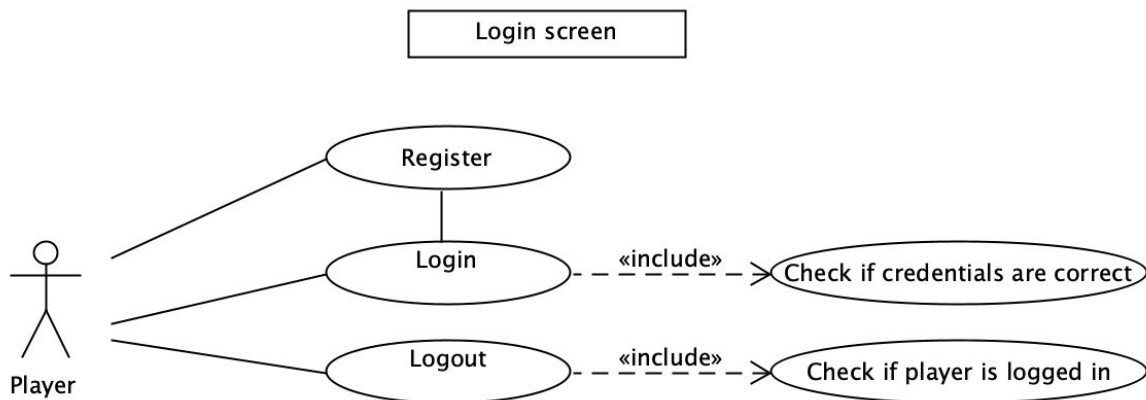 Login screen
Register
Login
«include»
Check if credentials are correct
Logout
«include»
Check if player is logged in
Player